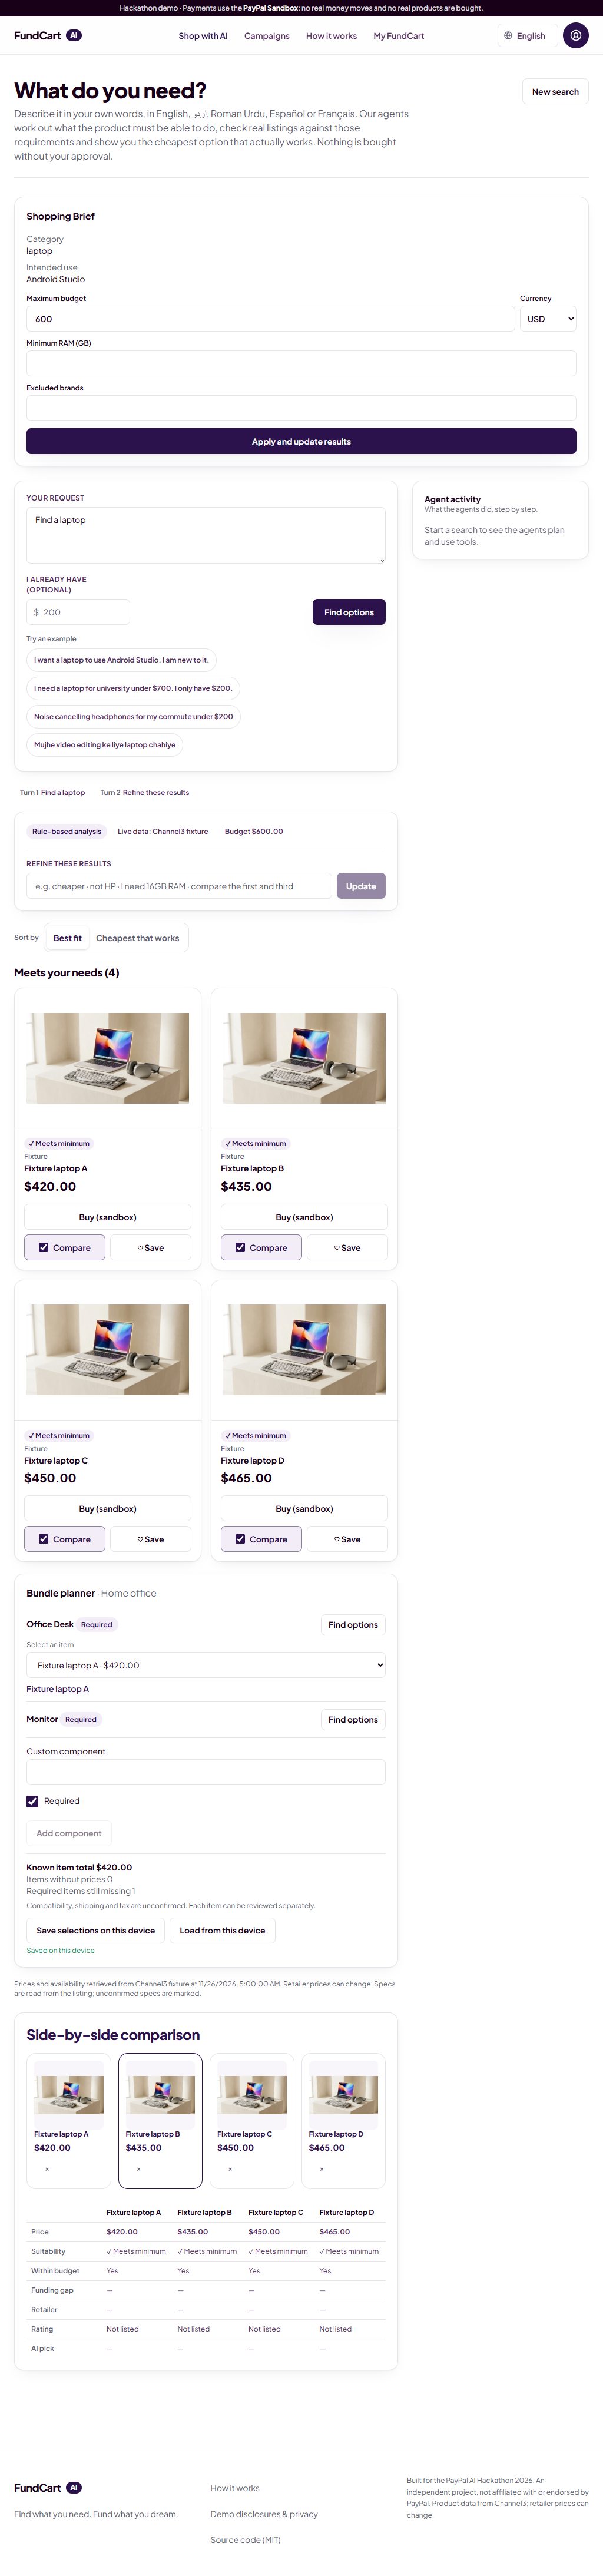 Hackathon demo · Payments use the PayPal Sandbox: no real money moves and no real products are bought.
FundCart AI
Shop with AI
Campaigns
How it works
My FundCart
English
What do you need?
New search
Describe it in your own words, in English, اردو, Roman Urdu, Español or Français. Our agents
work out what the product must be able to do, check real listings against those
requirements and show you the cheapest option that actually works. Nothing is bought
without your approval.
Shopping Brief
Category
laptop
Intended use
Android Studio
Maximum budget
Currency
600
USD
Minimum RAM (GB)
Excluded brands
Apply and update results
YOUR REQUEST
Find a laptop
I ALREADY HAVE
(OPTIONAL)
$ 200
Find options
Try an example
I want a laptop to use Android Studio. I am new to it.
I need a laptop for university under $700. I only have $200.
Noise cancelling headphones for my commute under $200
Mujhe video editing ke liye laptop chahiye
Agent activity
What the agents did, step by step.
Start a search to see the agents plan
and use tools.
Turn 1 Find a laptop
Turn 2 Refine these results
Rule-based analysis
Live data: Channel3 fixture
Budget $600.00
REFINE THESE RESULTS
e.g. cheaper · not HP · I need 16GB RAM · compare the first and third
Update
Sort by
Best fit
Cheapest that works
Meets your needs (4)
✓ Meets minimum
Fixture
Fixture laptop A
$420.00
Buy (sandbox)
Compare
♡ Save
✓ Meets minimum
Fixture
Fixture laptop B
$435.00
Buy (sandbox)
Compare
♡ Save
✓ Meets minimum
Fixture
Fixture laptop C
$450.00
Buy (sandbox)
Compare
♡ Save
✓ Meets minimum
Fixture
Fixture laptop D
$465.00
Buy (sandbox)
Compare
♡ Save
Bundle planner · Home office
Office Desk Required
Find options
Select an item
Fixture laptop A · $420.00
Fixture laptop A
Monitor Required
Find options
Custom component
Required
Add component
Known item total $420.00
Items without prices 0
Required items still missing 1
Compatibility, shipping and tax are unconfirmed. Each item can be reviewed separately.
Save selections on this device
Load from this device
Saved on this device
Prices and availability retrieved from Channel3 fixture at 11/26/2026, 5:00:00 AM. Retailer prices can change. Specs
are read from the listing; unconfirmed specs are marked.
Side-by-side comparison
Fixture laptop A
$420.00
×
Fixture laptop B
$435.00
×
Fixture laptop C
$450.00
×
Fixture laptop D
$465.00
×
Fixture laptop A Fixture laptop B Fixture laptop C Fixture laptop D
Price $420.00 $435.00 $450.00 $465.00
Suitability ✓ Meets minimum ✓ Meets minimum ✓ Meets minimum ✓ Meets minimum
Within budget Yes Yes Yes Yes
Funding gap — — — —
Retailer — — — —
Rating Not listed Not listed Not listed Not listed
AI pick — — — —
FundCart AI
Find what you need. Fund what you dream.
How it works
Demo disclosures & privacy
Source code (MIT)
Built for the PayPal AI Hackathon 2026. An
independent project, not affiliated with or endorsed by
PayPal. Product data from Channel3; retailer prices can
change.